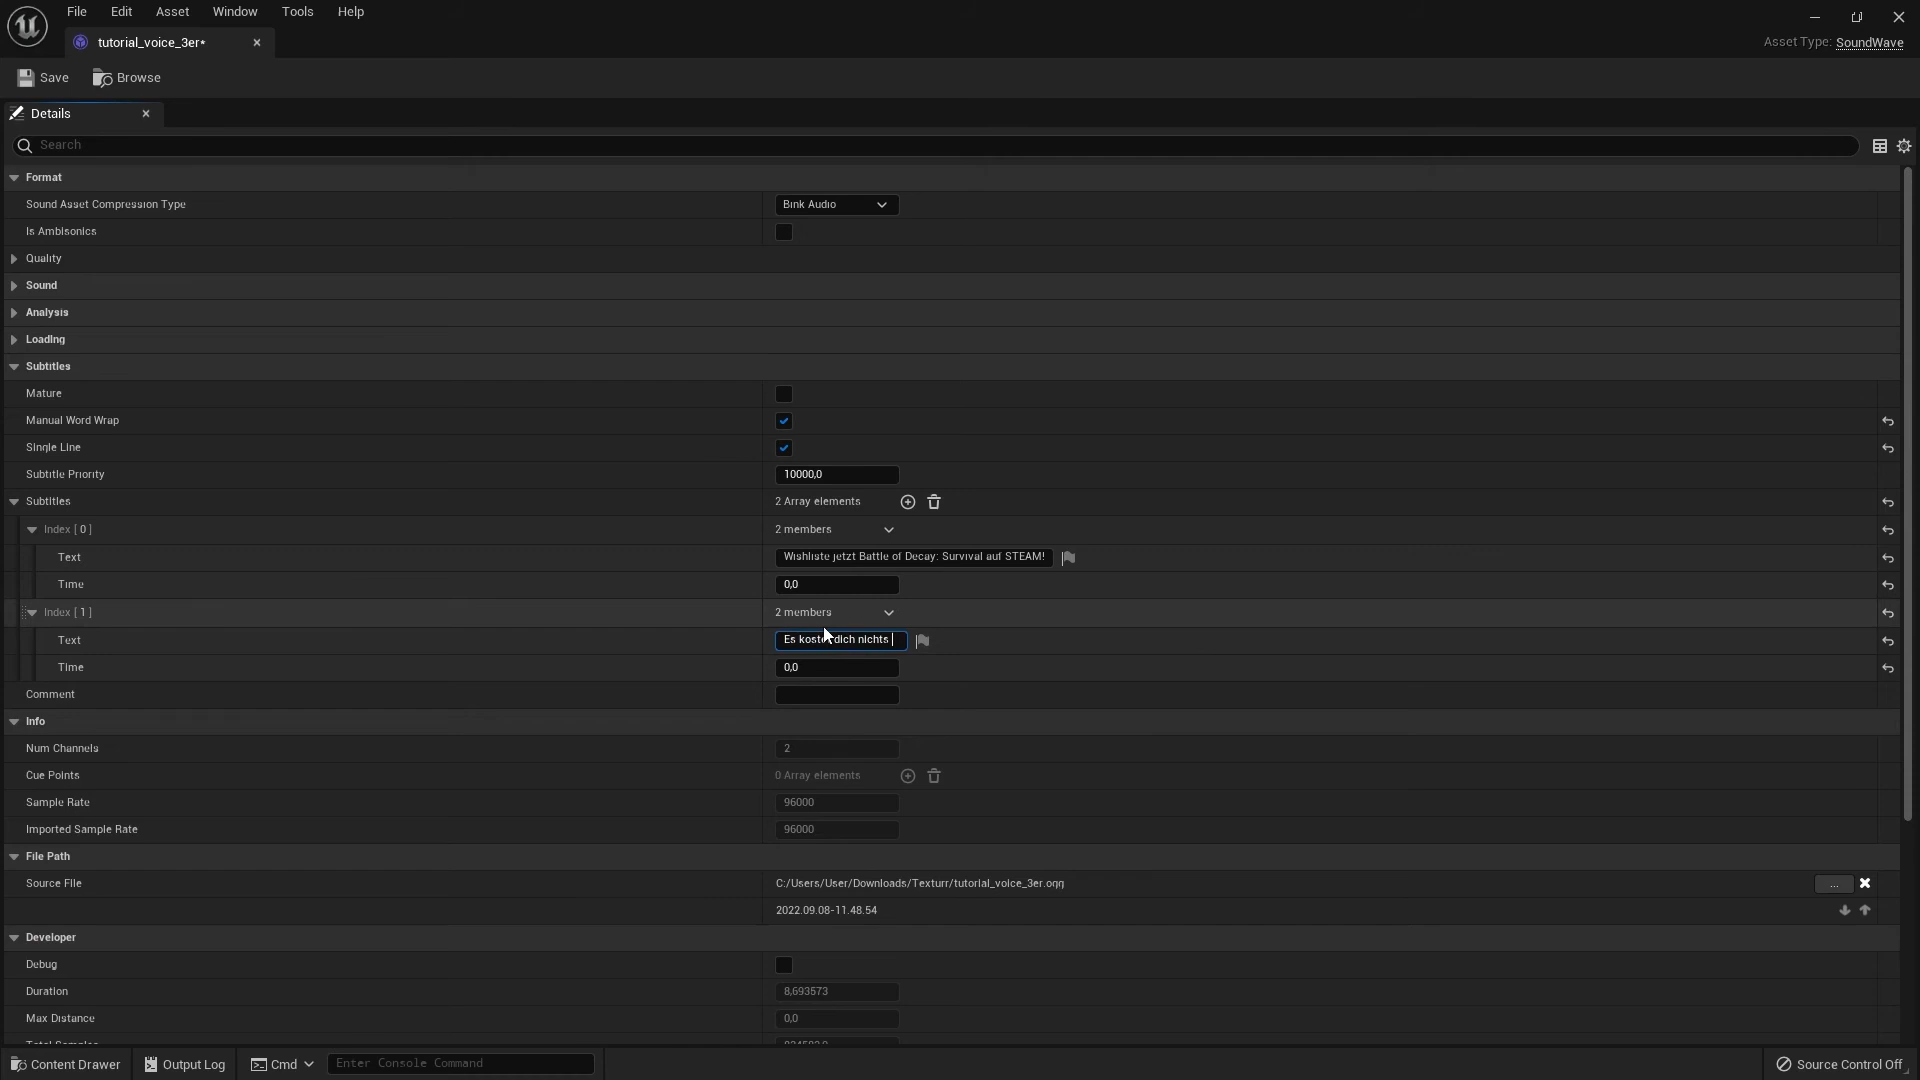 File Edit Asset Window Tools Help
tutorial_voice_3er*
Asset Type: SoundWave
Save Browse
Details
Search
Format
Sound Asset Compression Type Bink Audio
Is Ambisonics
Quality
Sound
Analysis
Loading
Subtitles
Mature
Manual Word Wrap
Single Line
Subtitle Priority 10000,0
Subtitles 2 Array elements
Index [ 0 ] 2 members
Text Wishliste jetzt Battle of Decay: Survival auf STEAM!
Time 0,0
Index [ 1 ] 2 members
Text Es kostet dich nichts
Time 0,0
Comment
Info
Num Channels 2
Cue Points 0 Array elements
Sample Rate 96000
Imported Sample Rate 96000
File Path
Source File C:/Users/User/Downloads/Texturr/tutorial_voice_3er.ogg ...
2022.09.08-11.48.54
Developer
Debug
Duration 8,693573
Max Distance 0,0
Content Drawer Output Log Cmd Enter Console Command Source Control Off